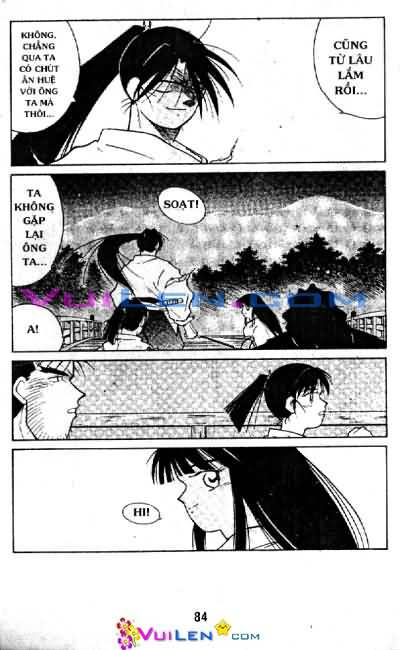 CŨNG
TỪ LÂU
LẮM
RỒI...
KHÔNG,
CHẲNG
QUA TA
CÓ CHÚT
ÂN HUỆ
VỚI ÔNG
TA MÀ
THÔI...
SOẠT!
TA
KHÔNG
GẶP
LẠI
ÔNG
TA...
A!
VUILEN.COM
HI!
84
VUILEN.COM